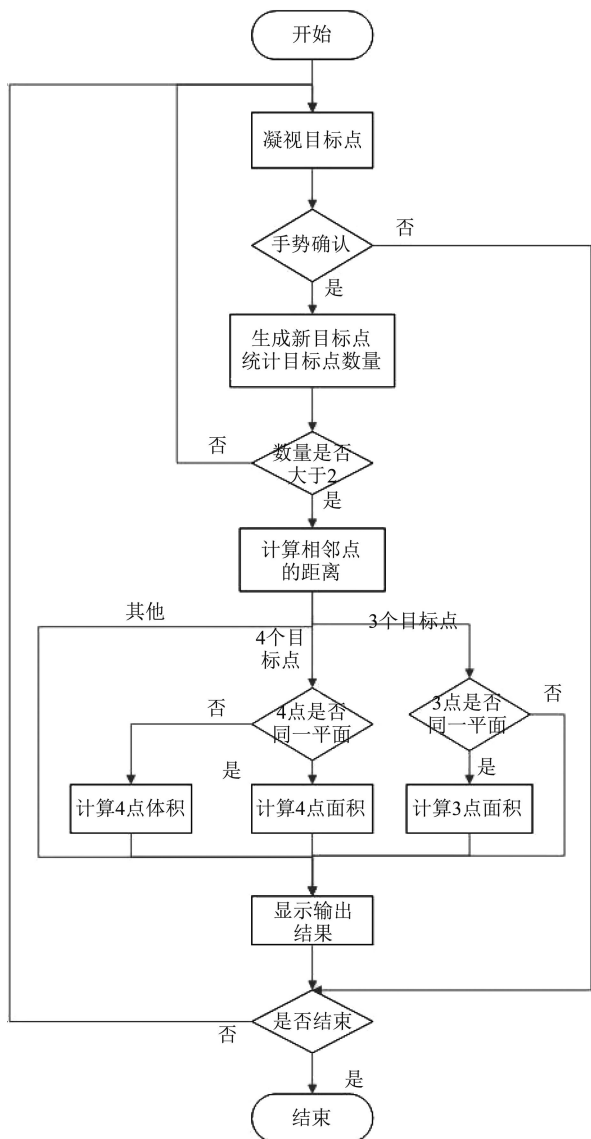 开始
凝视目标点
手势确认
否
是
生成新目标点
统计目标点数量
否
数量是否
大于2
是
计算相邻点
的距离
其他
4个目
标点
3个目标点
否
4点是否
同一平面
3点是否
同一平面
否
是
是
计算4点体积
计算4点面积
计算3点面积
显示输出
结果
是否结束
否
是
结束